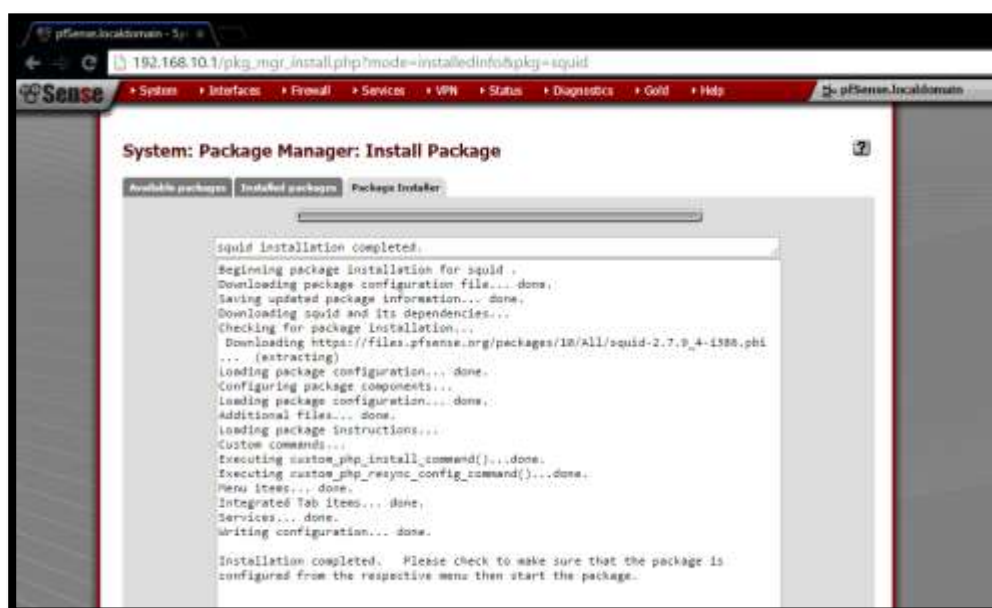 pfSense.localdomain - Sy
192.168.10.1/pkg_mgr_install.php?mode=installedinfo&pkg=squid
Sense
System Interfaces Firewall Services VPN Status Diagnostics Gold Help
pfSense.localdomain
System: Package Manager: Install Package
?
Available packages Installed packages Package Installer
squid installation completed.
Beginning package installation for squid .
Downloading package configuration file... done.
Saving updated package information... done.
Downloading squid and its dependencies...
Checking for package installation...
Downloading https://files.pfsense.org/packages/10/All/squid-2.7.9_4-i386.pbi
... (extracting)
Loading package configuration... done.
Configuring package components...
Loading package configuration... done.
Additional files... done.
Loading package instructions...
Custom commands...
Executing custom_php_install_command()...done.
Executing custom_php_resync_config_command()...done.
Menu items... done.
Integrated Tab items... done.
Services... done.
Writing configuration... done.
Installation completed. Please check to make sure that the package is
configured from the respective menu then start the package.